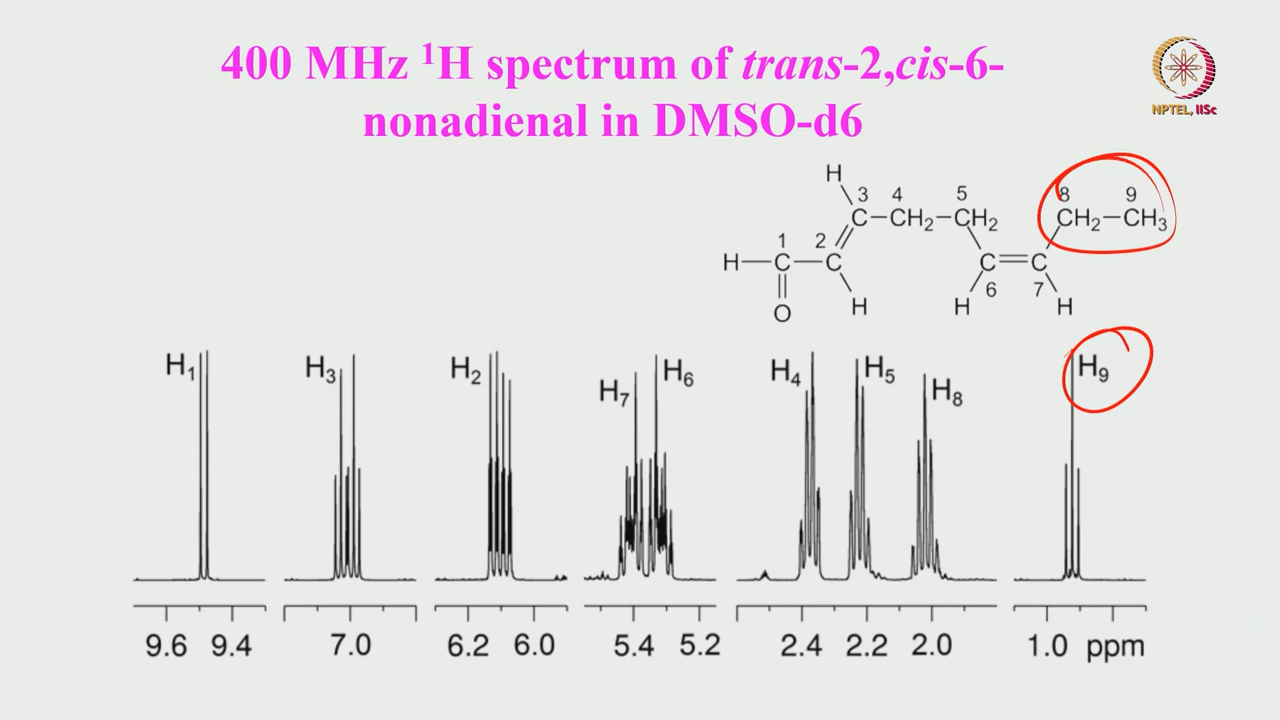 400 MHz ¹H spectrum of trans-2,cis-6-
nonadienal in DMSO-d6
NPTEL, IISc
H
3 4 5 8 9
C–CH₂–CH₂ CH₂–CH₃
1 2
H–C–C C=C
6 7
O H H H
H₁ H₃ H₂ H₇ H₆ H₄ H₅ H₈ H₉
9.6 9.4 7.0 6.2 6.0 5.4 5.2 2.4 2.2 2.0 1.0 ppm